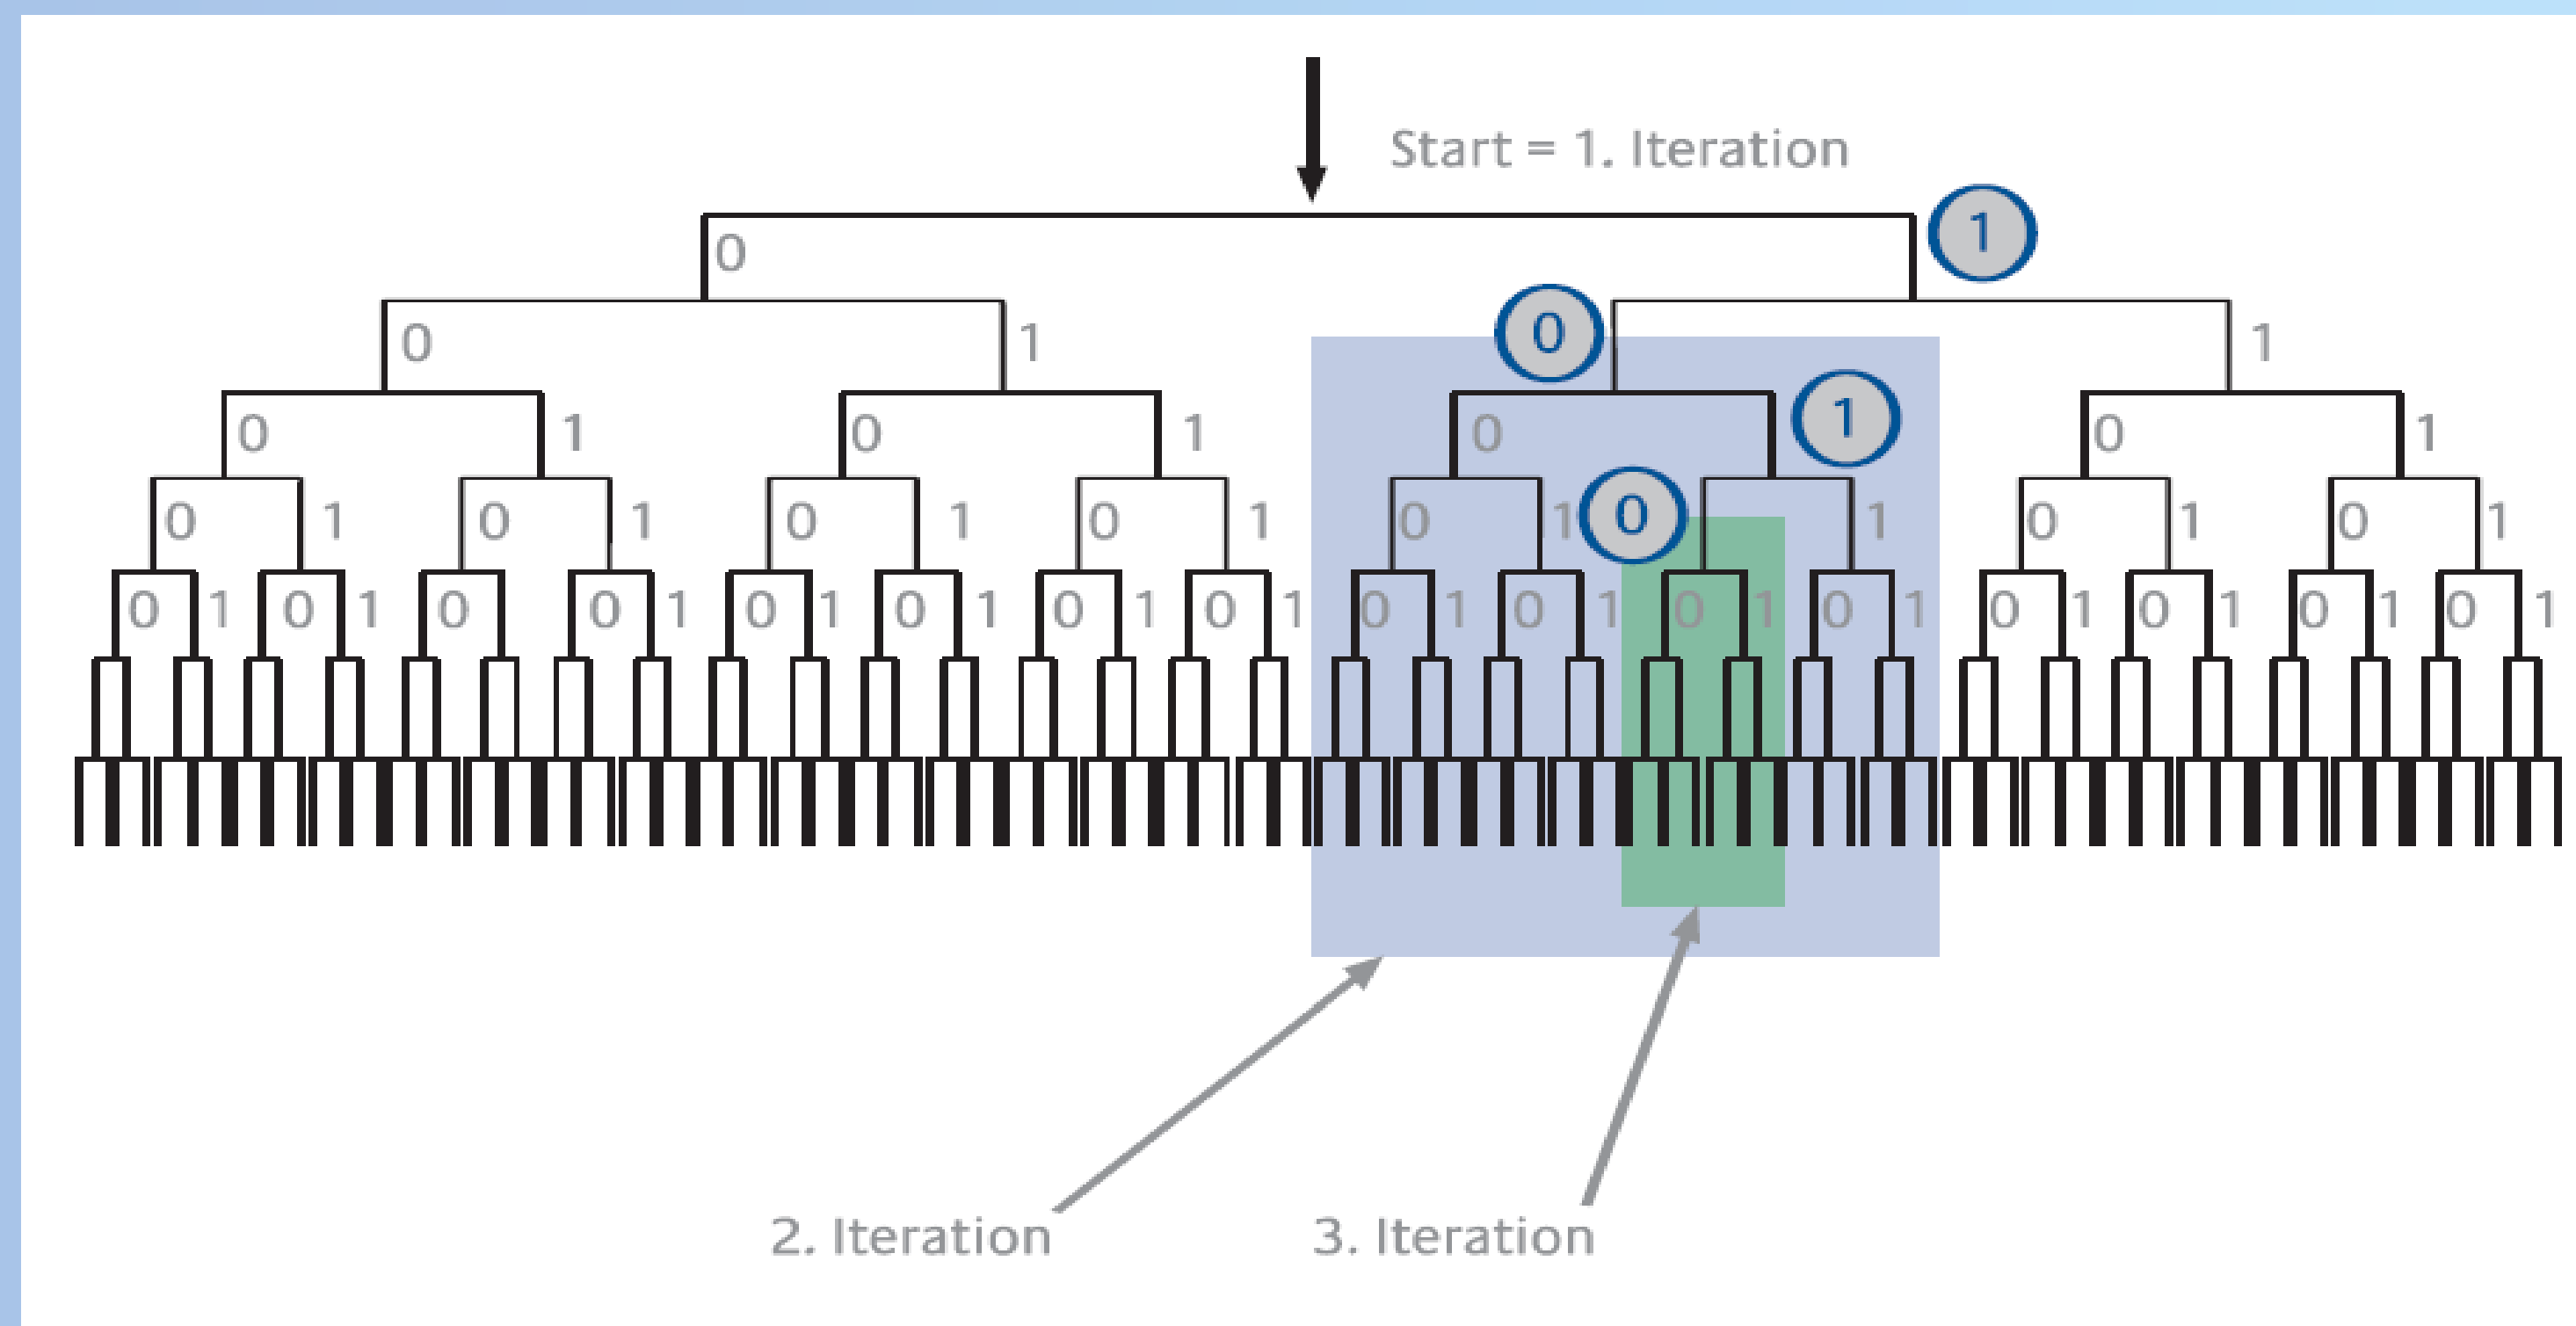 Start = 1. Iteration
0 1
0 1 0 1
0 1 0 1 0 1 0 1
0 1 0 1 0 1 0 1 0 1 0 1 0 1 0 1
0 1 0 1 0 0 1 0 1 0 1 0 1 0 1 0 1 0 1 0 1 0 1 0 1 0 1 0 1 0 1
2. Iteration 3. Iteration